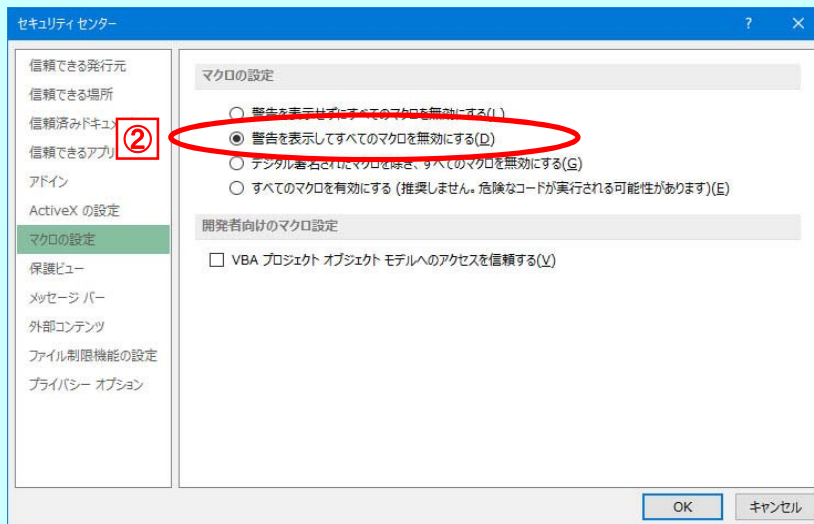 セキュリティ センター
?
信頼できる発行元
信頼できる場所
信頼済みドキュ
信頼できるアプリ
アドイン
ActiveX の設定
マクロの設定
保護ビュー
メッセージ バー
外部コンテンツ
ファイル制限機能の設定
プライバシー オプション
②
マクロの設定
警告を表示せずにすべてのマクロを無効にする(L)
警告を表示してすべてのマクロを無効にする(D)
デジタル署名されたマクロを除き、すべてのマクロを無効にする(G)
すべてのマクロを有効にする (推奨しません。危険なコードが実行される可能性があります)(E)
開発者向けのマクロ設定
VBA プロジェクト オブジェクト モデルへのアクセスを信頼する(V)
OK
キャンセル